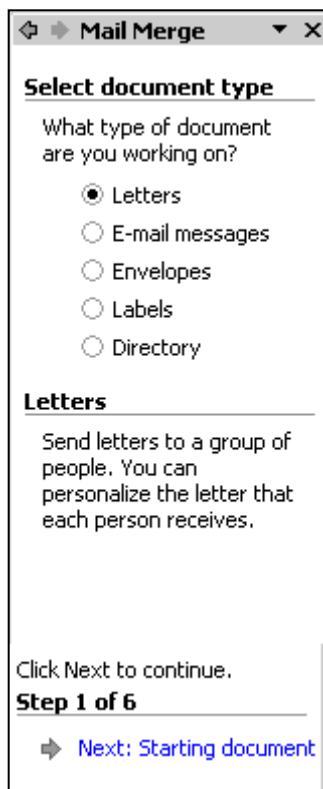 Mail Merge
Select document type
What type of document
are you working on?
Letters
E-mail messages
Envelopes
Labels
Directory
Letters
Send letters to a group of
people. You can
personalize the letter that
each person receives.
Click Next to continue.
Step 1 of 6
Next: Starting document